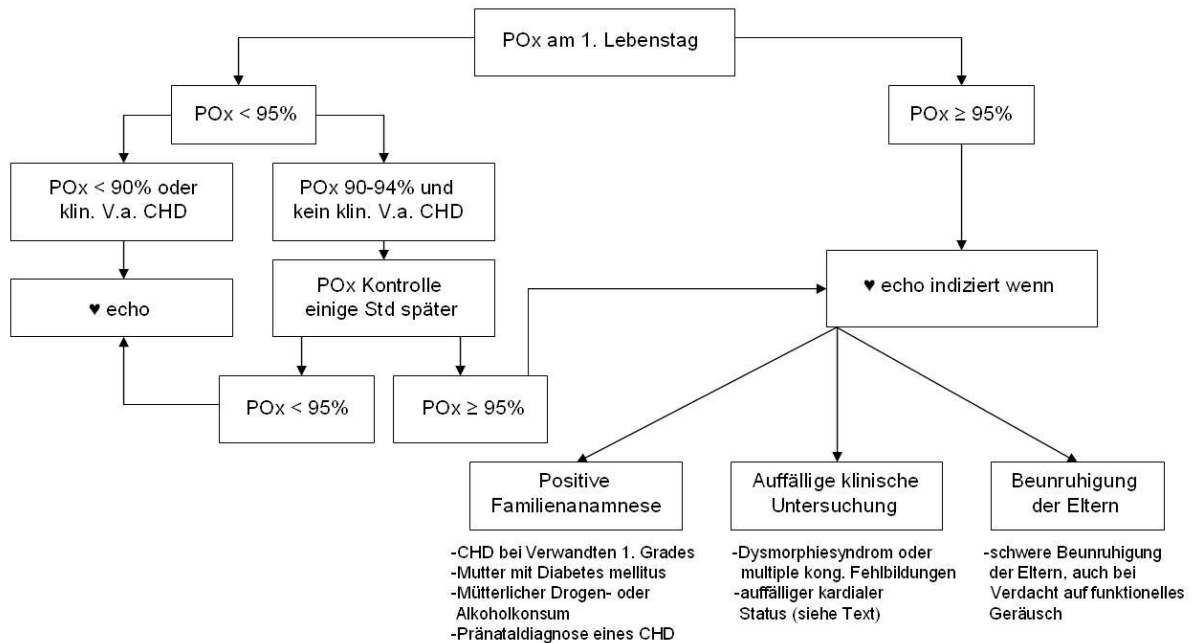 POx am 1. Lebenstag
POx < 95%
POx ≥ 95%
POx < 90% oder
klin. V.a. CHD
POx 90-94% und
kein klin. V.a. CHD
♥ echo
POx Kontrolle
einige Std später
♥ echo indiziert wenn
POx < 95%
POx ≥ 95%
Positive
Familienanamnese
Auffällige klinische
Untersuchung
Beunruhigung
der Eltern
-CHD bei Verwandten 1. Grades
-Mutter mit Diabetes mellitus
-Mütterlicher Drogen- oder
Alkoholkonsum
-Pränataldiagnose eines CHD
-Dysmorphiesyndrom oder
multiple kong. Fehlbildungen
-auffälliger kardialer
Status (siehe Text)
-schwere Beunruhigung
der Eltern, auch bei
Verdacht auf funktionelles
Geräusch